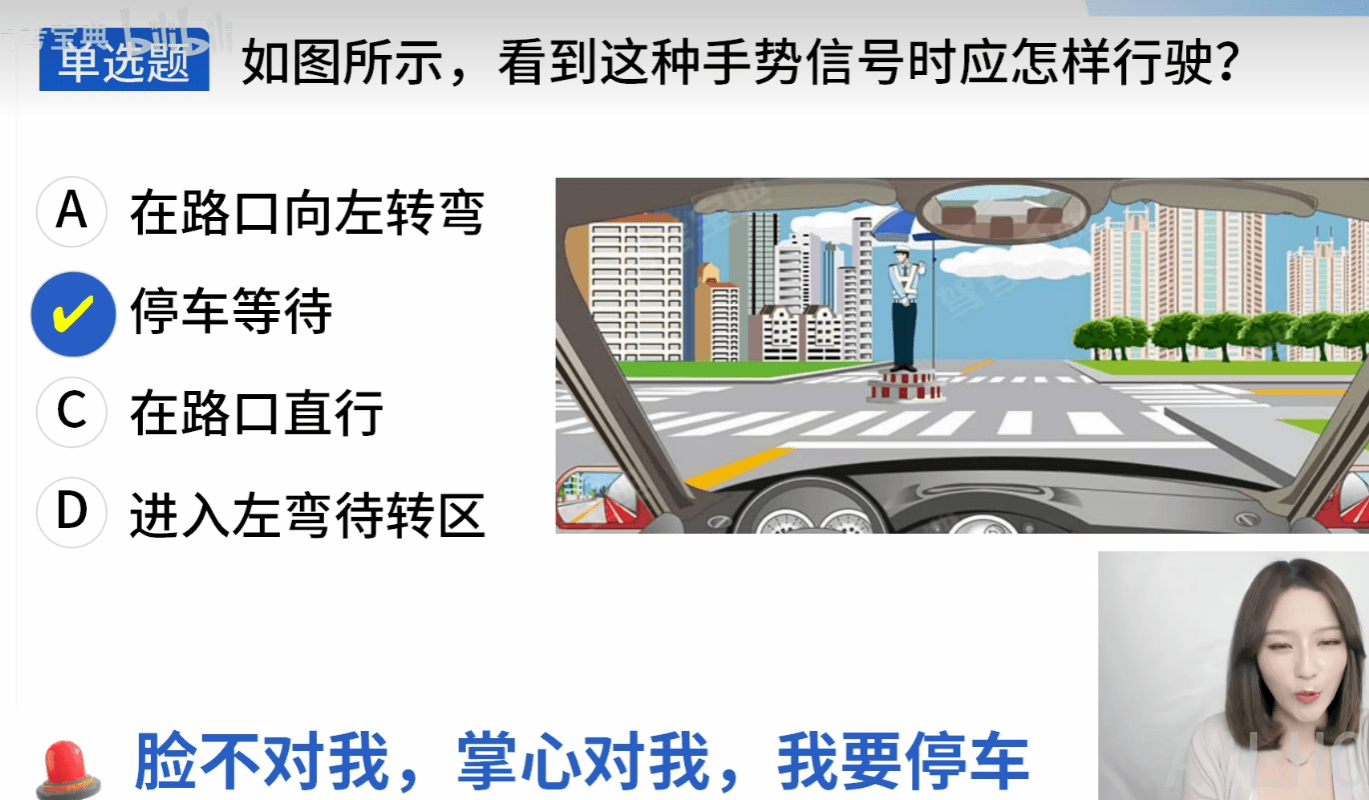 单选题 如图所示，看到这种手势信号时应怎样行驶？
A 在路口向左转弯
停车等待
C 在路口直行
D 进入左弯待转区
脸不对我，掌心对我，我要停车